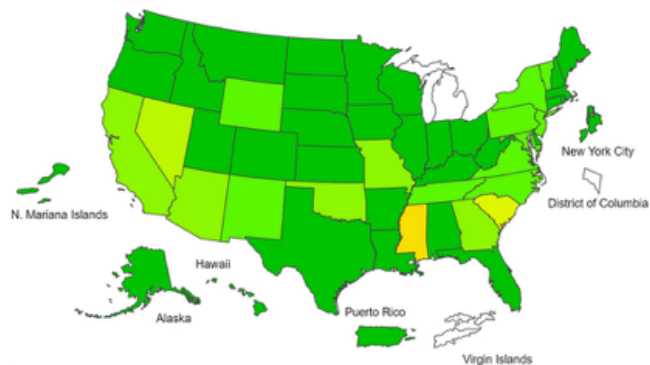 New York City
District of Columbia
N. Mariana Islands
Hawaii
Alaska
Puerto Rico
Virgin Islands